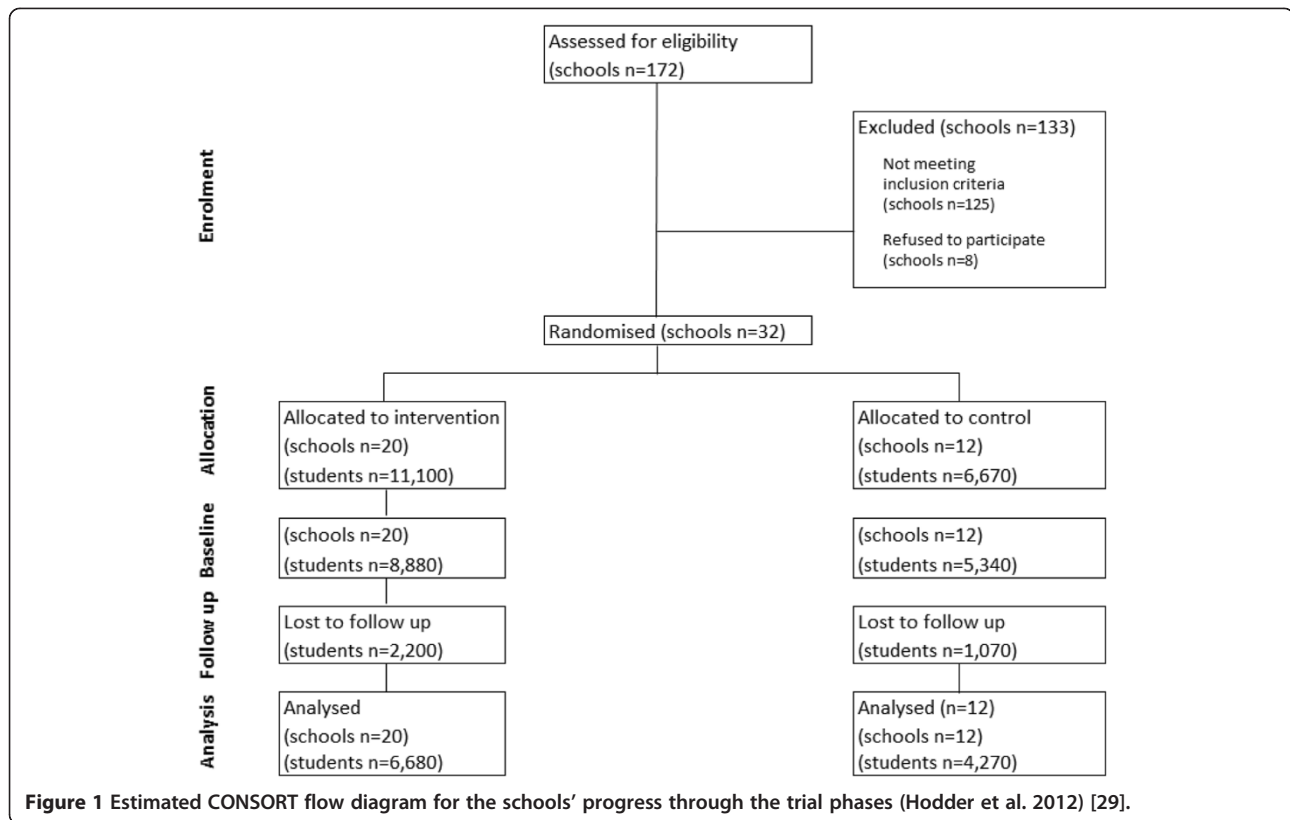 Assessed for eligibility
(schools n=172)
Enrolment
Excluded (schools n=133)
Not meeting
inclusion criteria
(schools n=125)
Refused to participate
(schools n=8)
Randomised (schools n=32)
Allocation
Allocated to intervention
(schools n=20)
(students n=11,100)
Allocated to control
(schools n=12)
(students n=6,670)
Baseline
(schools n=20)
(students n=8,880)
(schools n=12)
(students n=5,340)
Follow up
Lost to follow up
(students n=2,200)
Lost to follow up
(students n=1,070)
Analysis
Analysed
(schools n=20)
(students n=6,680)
Analysed (n=12)
(schools n=12)
(students n=4,270)
Figure 1 Estimated CONSORT flow diagram for the schools’ progress through the trial phases (Hodder et al. 2012) [29].